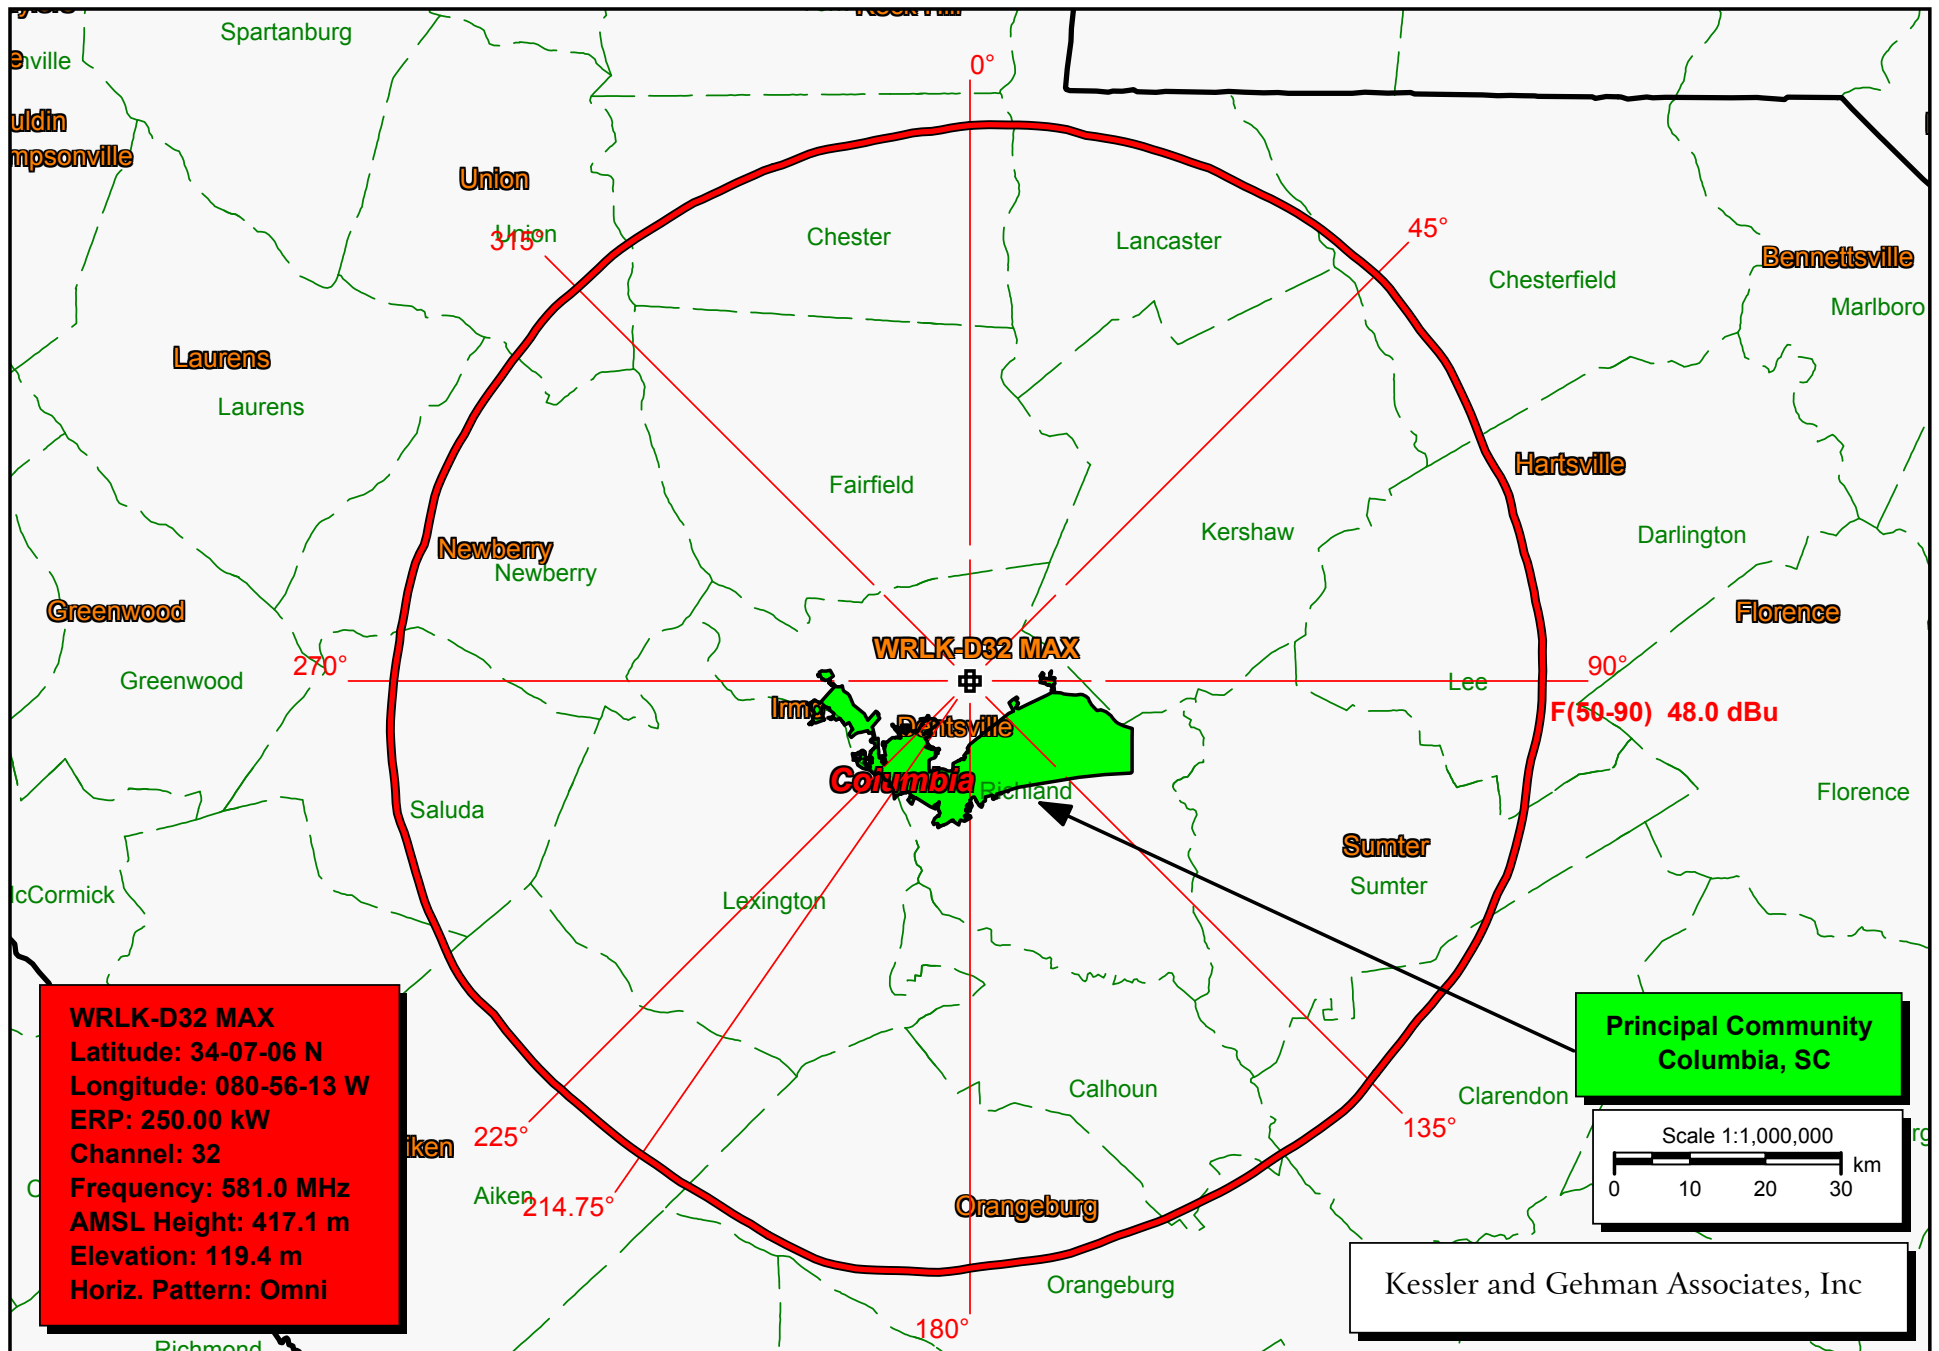 Spartanburg
0°
Union
Union
315°
Chester
Lancaster
45°
Chesterfield
Bennettsville
Marlboro
Laurens
Laurens
Hartsville
Fairfield
Kershaw
Darlington
Newberry
Newberry
Greenwood
Florence
WRLK-D32 MAX
270°
90°
Greenwood
Lee
Irmo
Dentsville
F(50-90) 48.0 dBu
Columbia
Richland
Florence
Saluda
Sumter
Sumter
Lexington
WRLK-D32 MAX
Latitude: 34-07-06 N
Longitude: 080-56-13 W
ERP: 250.00 kW
Channel: 32
Frequency: 581.0 MHz
AMSL Height: 417.1 m
Elevation: 119.4 m
Horiz. Pattern: Omni
Principal Community
Columbia, SC
Calhoun
Clarendon
225°
135°
Scale 1:1,000,000
km
0 10 20 30
Aiken
214.75°
Orangeburg
Orangeburg
Kessler and Gehman Associates, Inc
180°
Richmond